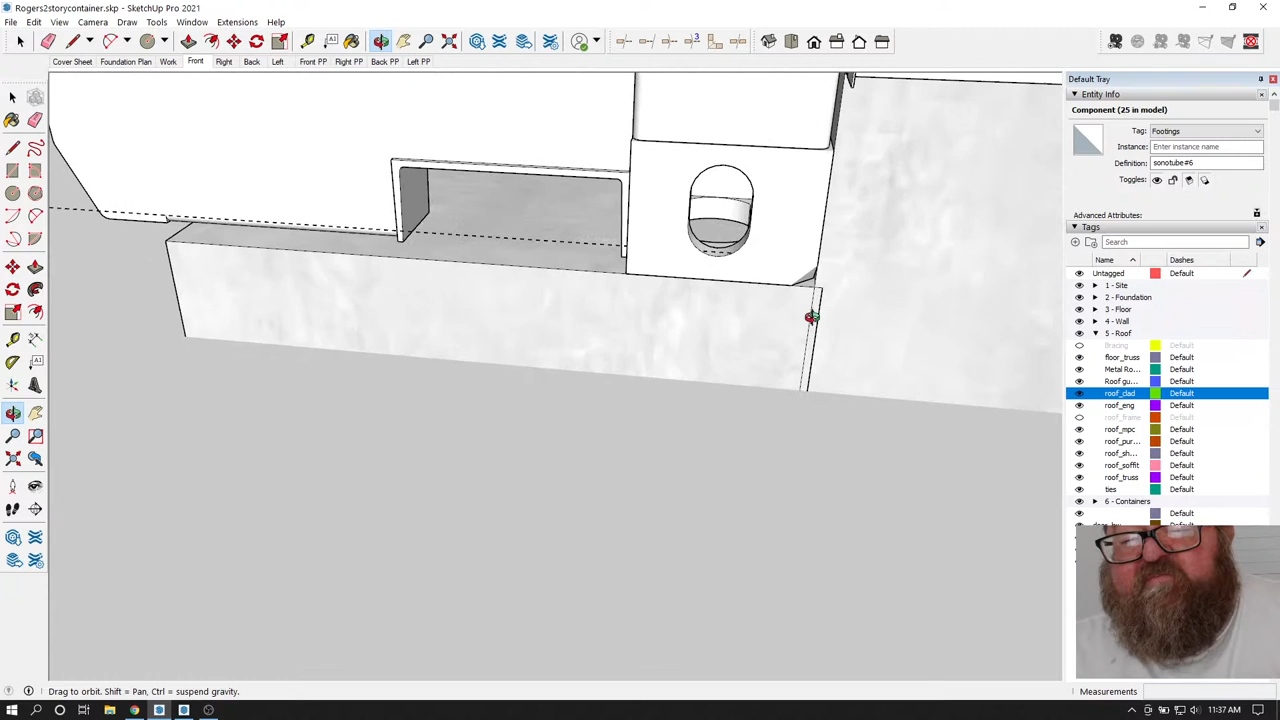 Rogers2storycontainer.skp - SketchUp Pro 2021
File Edit View Camera Draw Tools Window Extensions Help
Cover Sheet Foundation Plan Work Front Right Back Left Front PP Right PP Back PP Left PP
Default Tray
Entity Info
Component (25 in model)
Tag: Footings
Instance: Enter instance name
Definition: sonotube#6
Toggles:
Advanced Attributes:
Tags
Search
Name Dashes
Untagged Default
1 - Site
2 - Foundation
3 - Floor
4 - Wall
5 - Roof
Bracing Default
floor_truss Default
Metal Ro... Default
Roof gu... Default
roof_clad Default
roof_eng Default
roof_frame Default
roof_mpc Default
roof_pur... Default
roof_sh... Default
roof_soffit Default
roof_truss Default
ties Default
6 - Containers
Default
Default
Drag to orbit. Shift = Pan, Ctrl = suspend gravity.
Measurements
11:37 AM